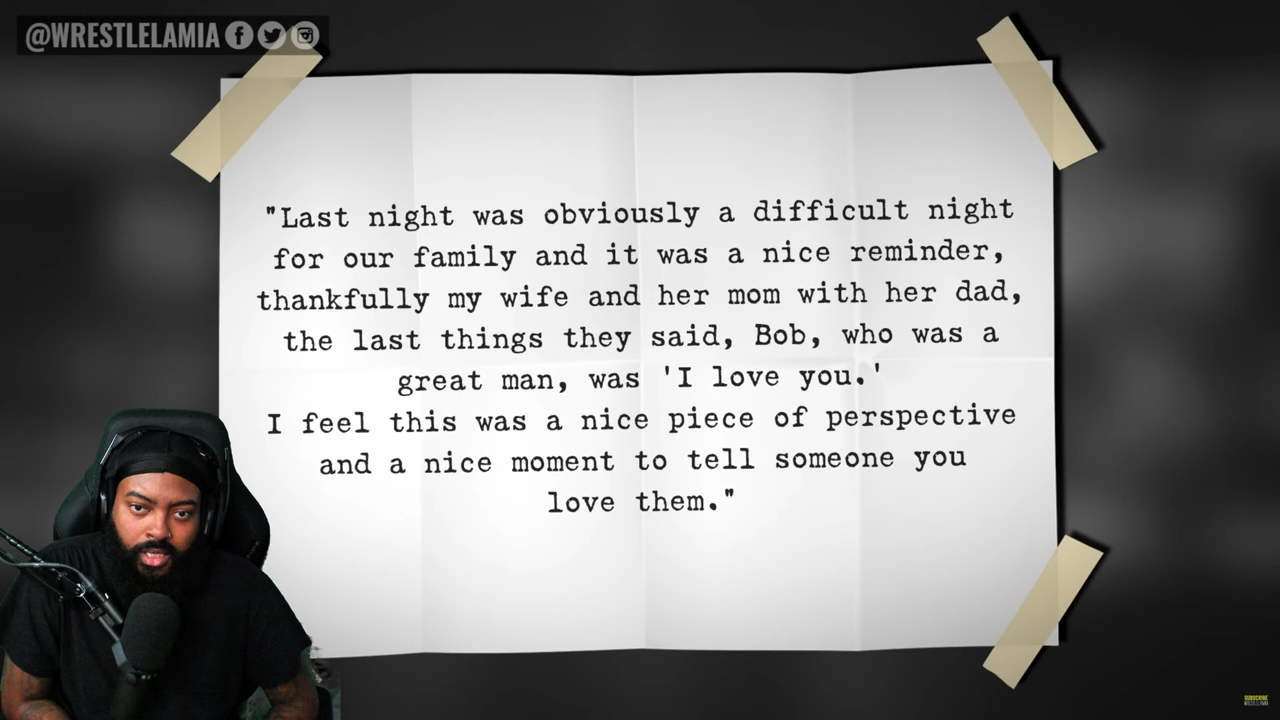 @WRESTLELAMIA
"Last night was obviously a difficult night
for our family and it was a nice reminder,
thankfully my wife and her mom with her dad,
the last things they said, Bob, who was a
great man, was 'I love you.'
I feel this was a nice piece of perspective
and a nice moment to tell someone you
love them."
SUBSCRIBE
WRESTLELAMIA